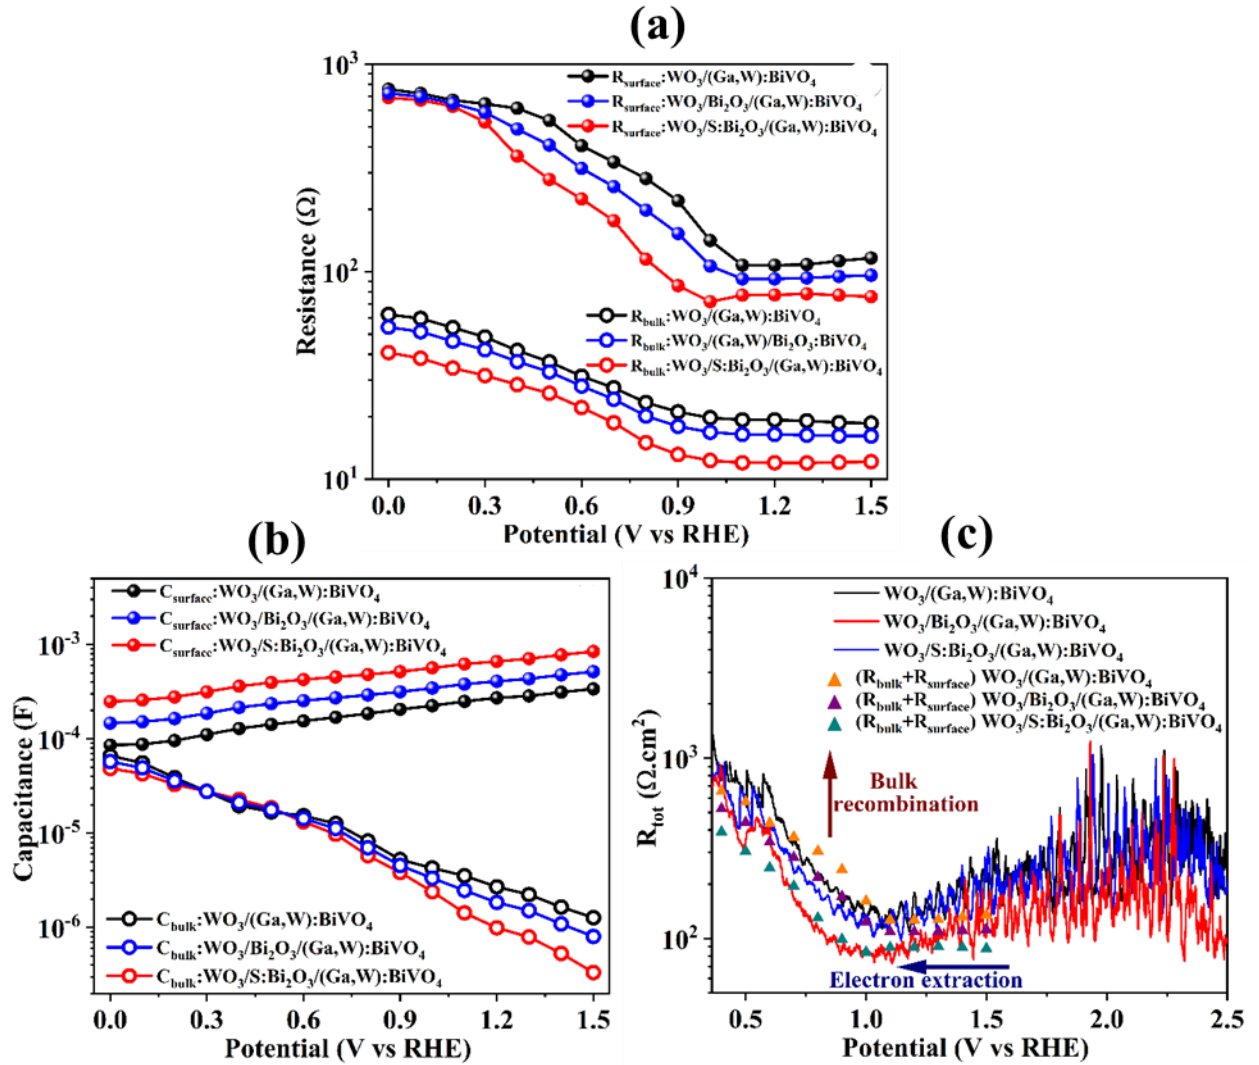 (a)
10³
R_surface:WO₃/(Ga,W):BiVO₄
R_surface:WO₃/Bi₂O₃/(Ga,W):BiVO₄
R_surface:WO₃/S:Bi₂O₃/(Ga,W):BiVO₄
Resistance (Ω)
10²
R_bulk:WO₃/(Ga,W):BiVO₄
R_bulk:WO₃/(Ga,W)/Bi₂O₃:BiVO₄
R_bulk:WO₃/S:Bi₂O₃/(Ga,W):BiVO₄
10¹
0.0 0.3 0.6 0.9 1.2 1.5
Potential (V vs RHE)
(b)
C_surface:WO₃/(Ga,W):BiVO₄
C_surface:WO₃/Bi₂O₃/(Ga,W):BiVO₄
C_surface:WO₃/S:Bi₂O₃/(Ga,W):BiVO₄
10⁻³
10⁻⁴
Capacitance (F)
10⁻⁵
10⁻⁶
C_bulk:WO₃/(Ga,W):BiVO₄
C_bulk:WO₃/Bi₂O₃/(Ga,W):BiVO₄
C_bulk:WO₃/S:Bi₂O₃/(Ga,W):BiVO₄
0.0 0.3 0.6 0.9 1.2 1.5
Potential (V vs RHE)
(c)
10⁴
WO₃/(Ga,W):BiVO₄
WO₃/Bi₂O₃/(Ga,W):BiVO₄
WO₃/S:Bi₂O₃/(Ga,W):BiVO₄
(R_bulk+R_surface) WO₃/(Ga,W):BiVO₄
(R_bulk+R_surface) WO₃/Bi₂O₃/(Ga,W):BiVO₄
(R_bulk+R_surface) WO₃/S:Bi₂O₃/(Ga,W):BiVO₄
10³
Bulk
recombination
R_tot (Ω.cm²)
10²
Electron extraction
0.5 1.0 1.5 2.0 2.5
Potential (V vs RHE)